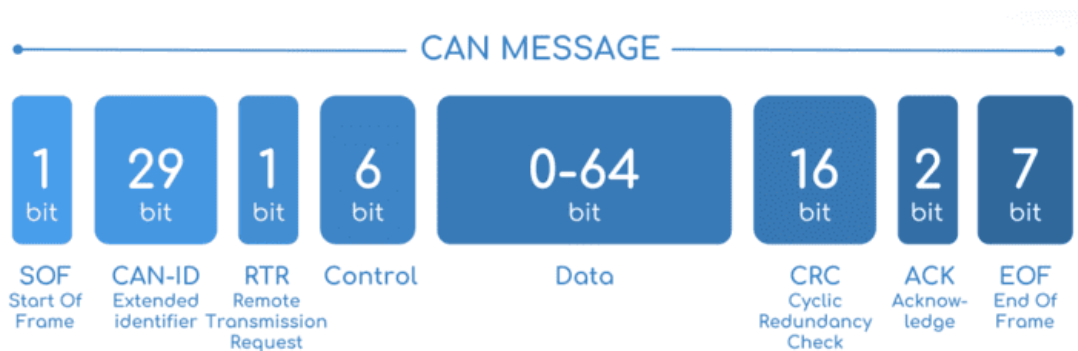 CAN MESSAGE
1 29 1 6 0-64 16 2 7
bit bit bit bit bit bit bit bit
SOF CAN-ID RTR Control Data CRC ACK EOF
Start Of Extended Remote Cyclic Acknow- End Of
Frame identifier Transmission Redundancy ledge Frame
Request Check